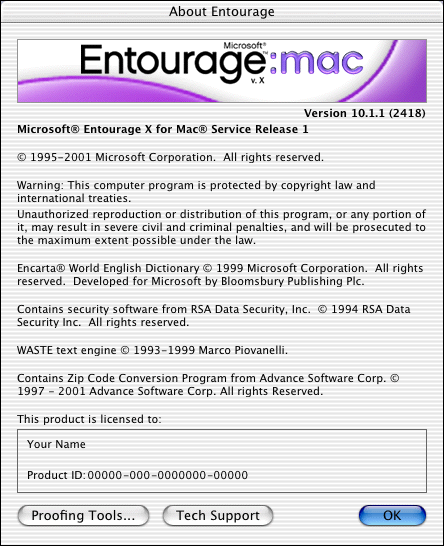 About Entourage
Microsoft®
Entourage:mac
v. X
Version 10.1.1 (2418)
Microsoft® Entourage X for Mac® Service Release 1
© 1995-2001 Microsoft Corporation.  All rights reserved.
Warning: This computer program is protected by copyright law and
international treaties.
Unauthorized reproduction or distribution of this program, or any portion of
it, may result in severe civil and criminal penalties, and will be prosecuted to
the maximum extent possible under the law.
Encarta® World English Dictionary © 1999 Microsoft Corporation.  All rights
reserved.  Developed for Microsoft by Bloomsbury Publishing Plc.
Contains security software from RSA Data Security, Inc.  © 1994 RSA Data
Security Inc.  All rights reserved.
WASTE text engine © 1993-1999 Marco Piovanelli.
Contains Zip Code Conversion Program from Advance Software Corp. ©
1997 - 2001 Advance Software Corp. All rights Reserved.
This product is licensed to:
Your Name
Product ID: 00000-000-0000000-00000
Proofing Tools... Tech Support OK